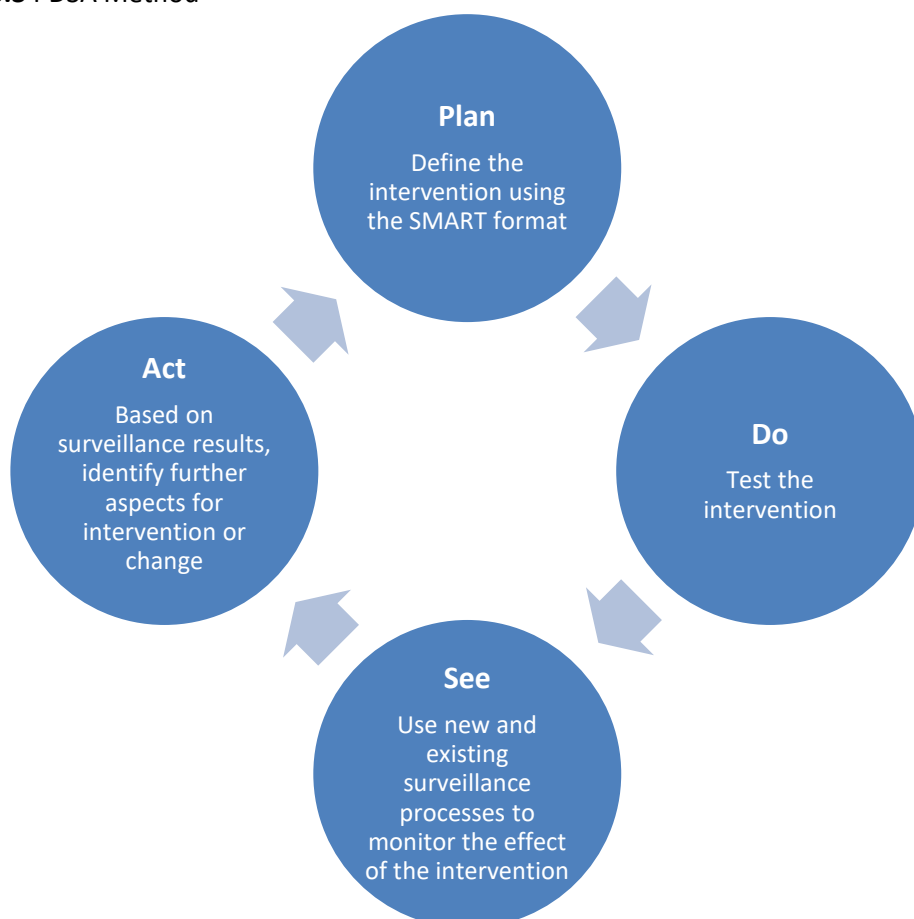 PDSA Method
Plan
Define the
intervention using
the SMART format
Do
Test the
intervention
See
Use new and
existing
surveillance
processes to
monitor the effect
of the intervention
Act
Based on
surveillance results,
identify further
aspects for
intervention or
change